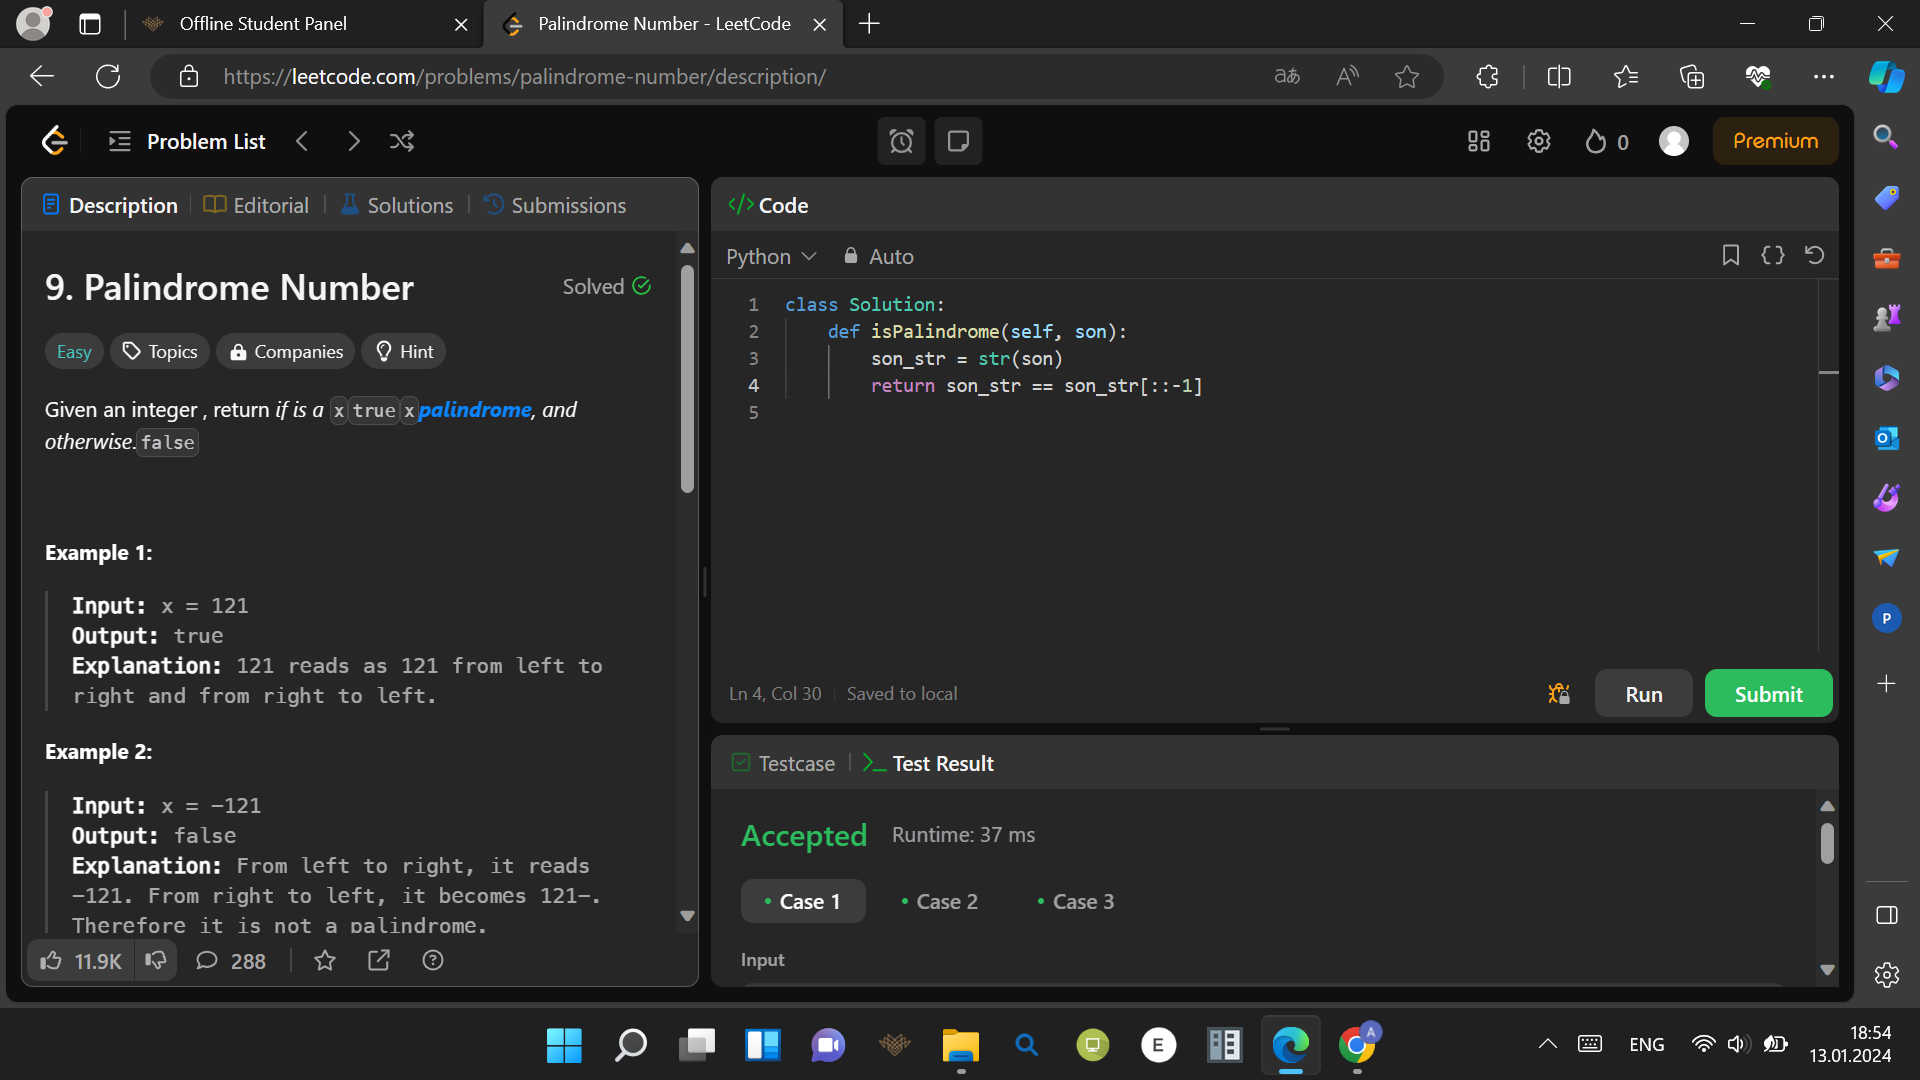 Offline Student Panel
Palindrome Number - LeetCode
https://leetcode.com/problems/palindrome-number/description/
ああ
Problem List
0
Premium
Description
Editorial
Solutions
Submissions
9. Palindrome Number
Solved
Easy
Topics
Companies
Hint
Given an integer , return if is a x true x palindrome, and
otherwise. false
Example 1:
Input: x = 121
Output: true
Explanation: 121 reads as 121 from left to
right and from right to left.
Example 2:
Input: x = -121
Output: false
Explanation: From left to right, it reads
-121. From right to left, it becomes 121-.
Therefore it is not a palindrome.
11.9K
288
</> Code
Python
Auto
1 class Solution:
2 def isPalindrome(self, son):
3 son_str = str(son)
4 return son_str == son_str[::-1]
5
Ln 4, Col 30
Saved to local
Run
Submit
Testcase
Test Result
Accepted
Runtime: 37 ms
Case 1
Case 2
Case 3
Input
P
E
A
ENG
18:54
13.01.2024